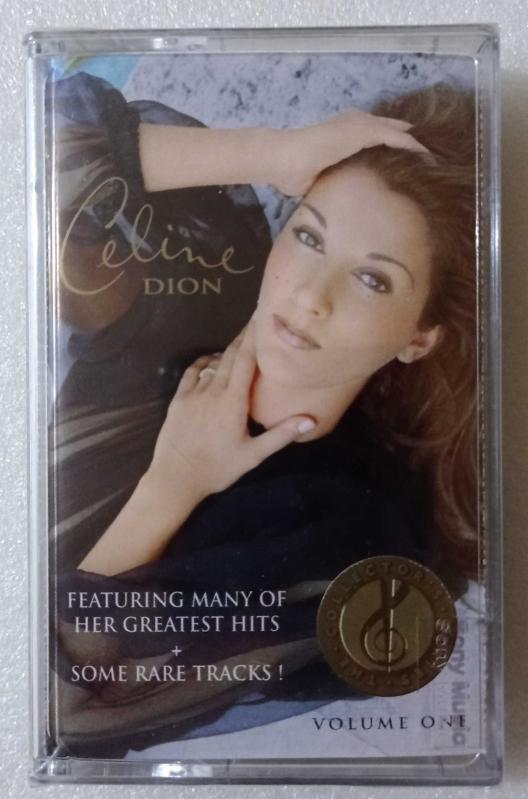 Celine
DION
FEATURING MANY OF
HER GREATEST HITS
+
SOME RARE TRACKS !
THE • COLLECTOR'S
Sony Music
VOLUME ONE